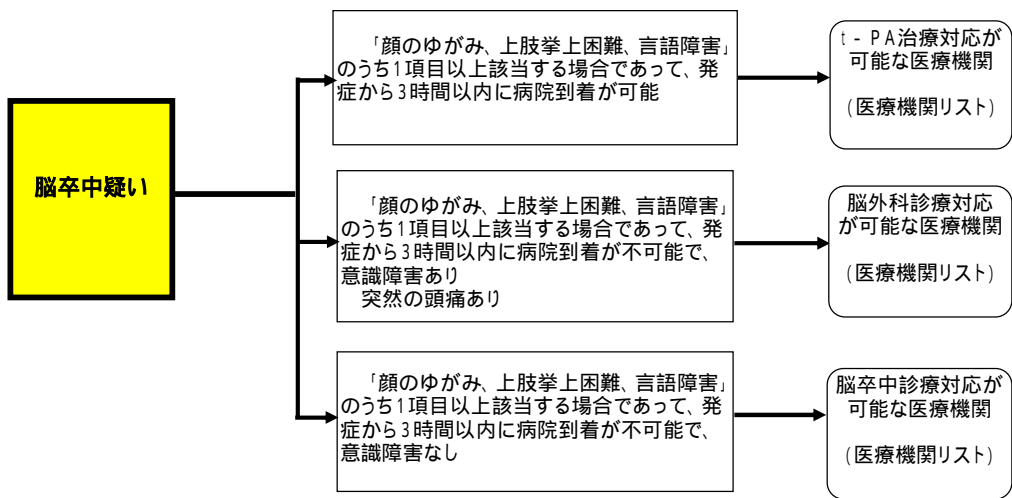 脳卒中疑い
「顔のゆがみ、上肢挙上困難、言語障害」
のうち1項目以上該当する場合であって、発
症から3時間以内に病院到着が可能
t - PA治療対応が
可能な医療機関
(医療機関リスト)
「顔のゆがみ、上肢挙上困難、言語障害」
のうち1項目以上該当する場合であって、発
症から3時間以内に病院到着が不可能で、
意識障害あり
突然の頭痛あり
脳外科診療対応
が可能な医療機関
(医療機関リスト)
「顔のゆがみ、上肢挙上困難、言語障害」
のうち1項目以上該当する場合であって、発
症から3時間以内に病院到着が不可能で、
意識障害なし
脳卒中診療対応が
可能な医療機関
(医療機関リスト)